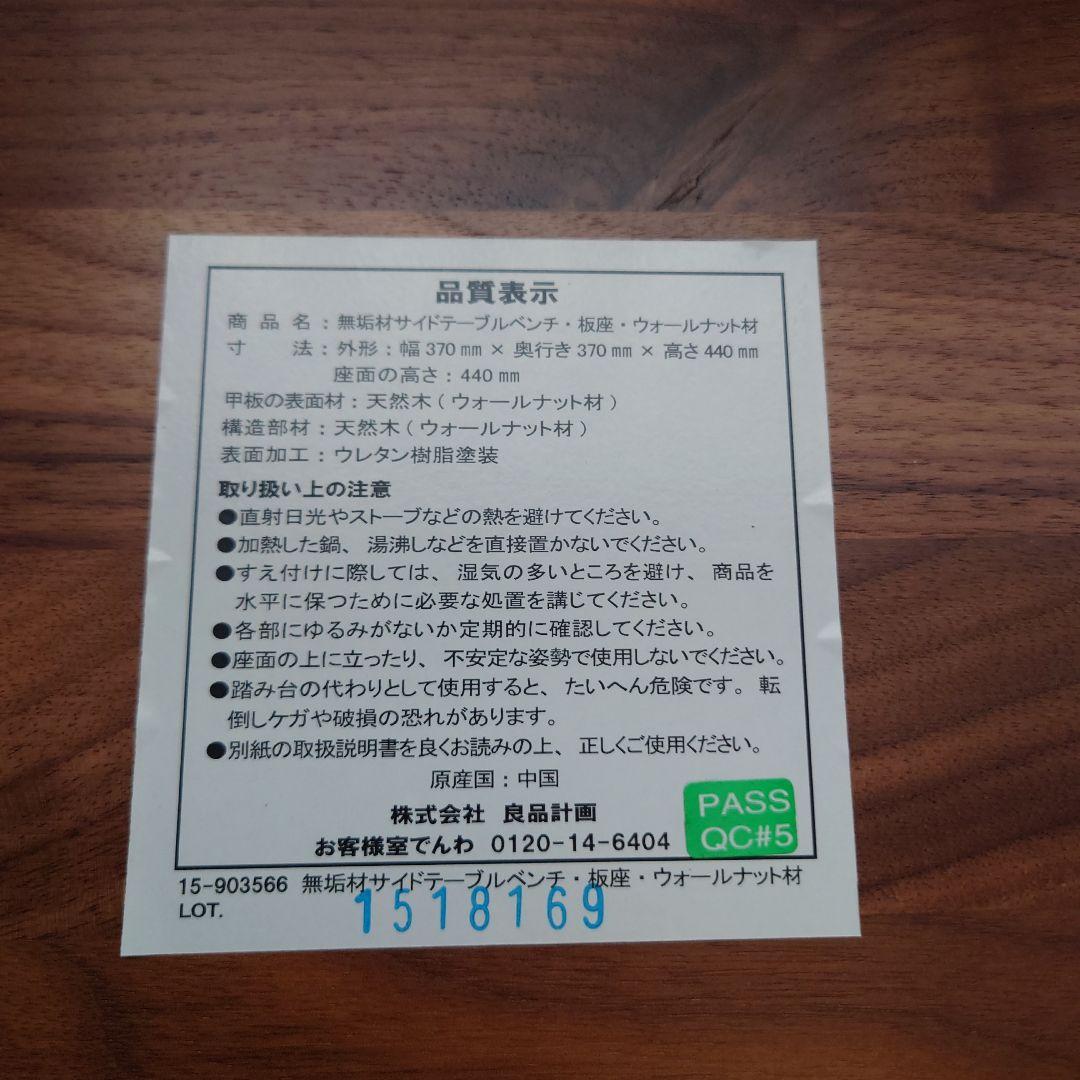 品質表示
商品名：無垢材サイドテーブルベンチ・板座・ウォールナット材
寸法：外形：幅370㎜×奥行き370㎜×高さ440㎜
座面の高さ：440㎜
甲板の表面材：天然木(ウォールナット材)
構造部材：天然木(ウォールナット材)
表面加工：ウレタン樹脂塗装
取り扱い上の注意
●直射日光やストーブなどの熱を避けてください。
●加熱した鍋、湯沸しなどを直接置かないでください。
●すえ付けに際しては、湿気の多いところを避け、商品を
水平に保つために必要な処置を講じてください。
●各部にゆるみがないか定期的に確認してください。
●座面の上に立ったり、不安定な姿勢で使用しないでください。
●踏み台の代わりとして使用すると、たいへん危険です。転
倒しケガや破損の恐れがあります。
●別紙の取扱説明書を良くお読みの上、正しくご使用ください。
原産国：中国
株式会社 良品計画
お客様室でんわ 0120-14-6404
PASS
QC#5
15-903566 無垢材サイドテーブルベンチ・板座・ウォールナット材
LOT. 1518169